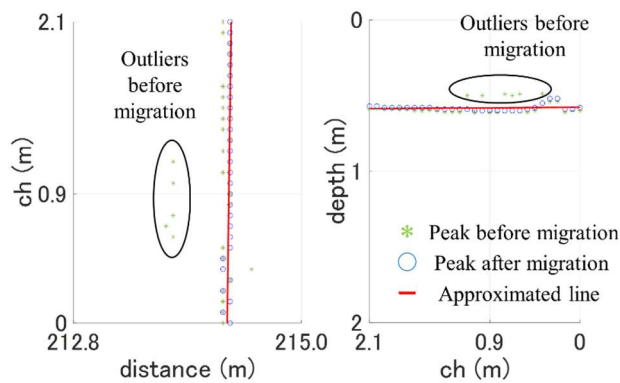 2.1
Outliers
before
migration
ch (m)
0.9
0
212.8
215.0
distance (m)
0
Outliers before
migration
depth (m)
1
* Peak before migration
Peak after migration
Approximated line
2
2.1
0.9
0
ch (m)